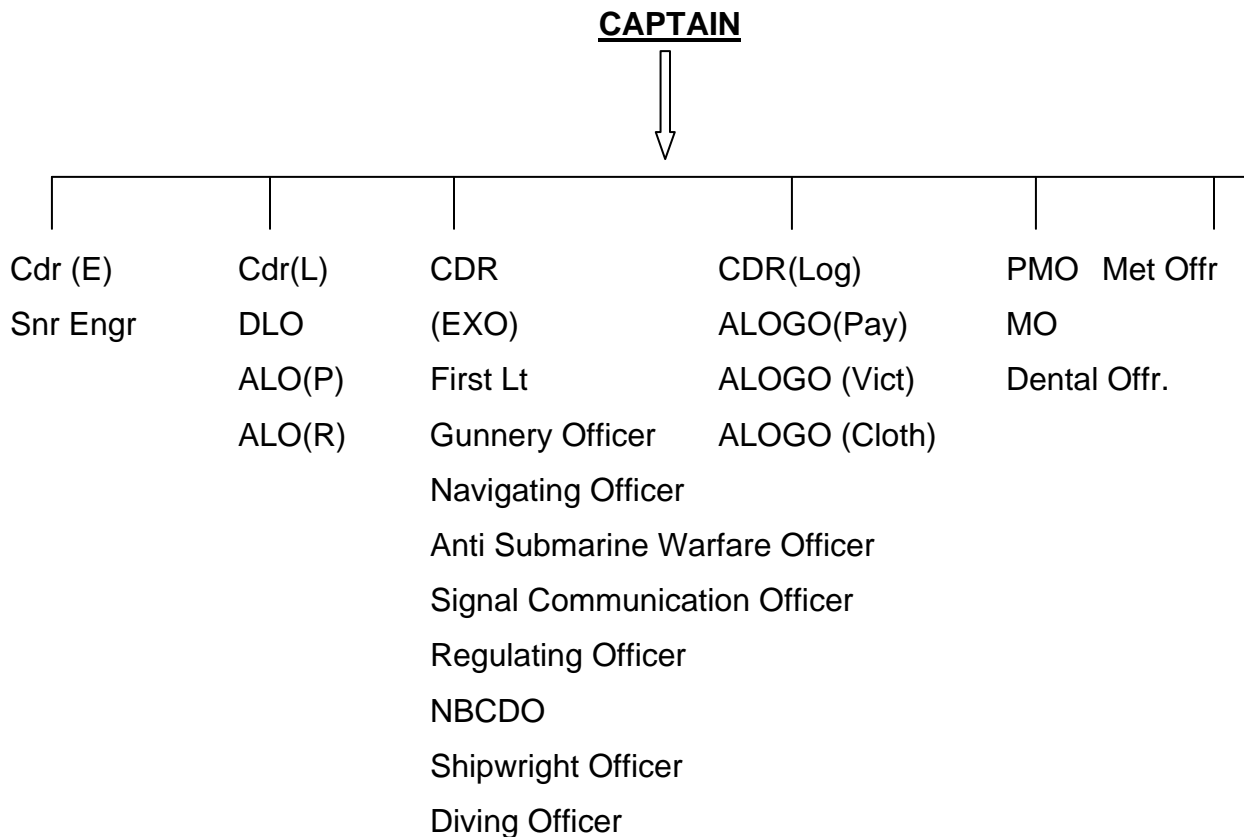 CAPTAIN
Cdr (E) Cdr(L) CDR CDR(Log) PMO Met Offr
Snr Engr DLO (EXO) ALOGO(Pay) MO
ALO(P) First Lt ALOGO (Vict) Dental Offr.
ALO(R) Gunnery Officer ALOGO (Cloth)
Navigating Officer
Anti Submarine Warfare Officer
Signal Communication Officer
Regulating Officer
NBCDO
Shipwright Officer
Diving Officer